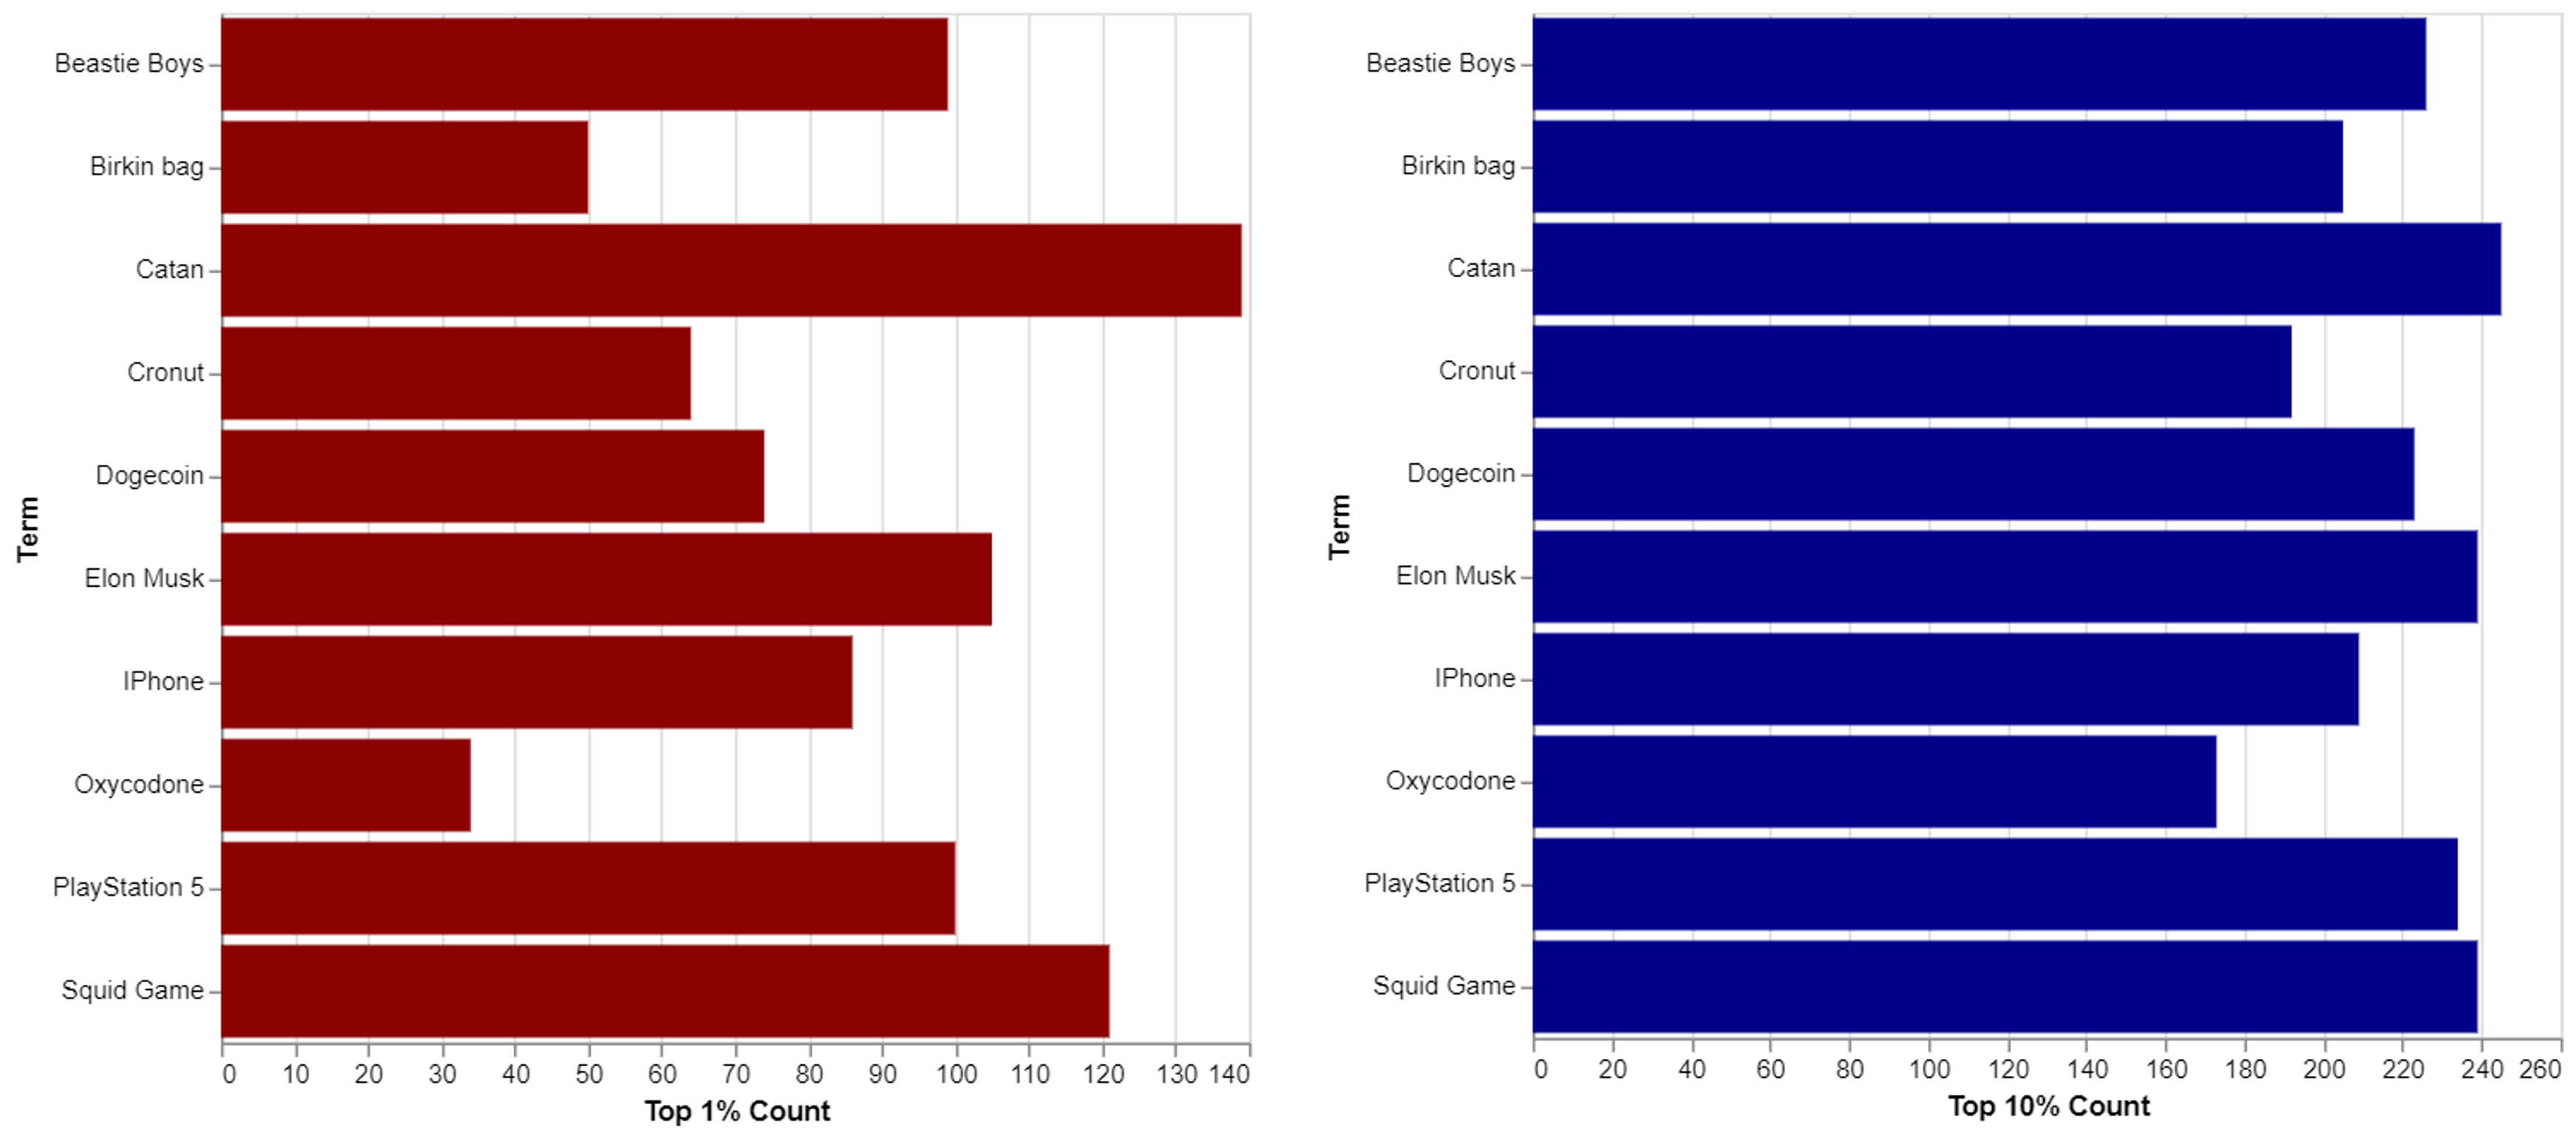 Beastie Boys
Birkin bag
Catan
Cronut
Dogecoin
Elon Musk
IPhone
Oxycodone
PlayStation 5
Squid Game
Term
0 10 20 30 40 50 60 70 80 90 100 110 120 130 140
Top 1% Count
Beastie Boys
Birkin bag
Catan
Cronut
Dogecoin
Elon Musk
IPhone
Oxycodone
PlayStation 5
Squid Game
Term
0 20 40 60 80 100 120 140 160 180 200 220 240 260
Top 10% Count